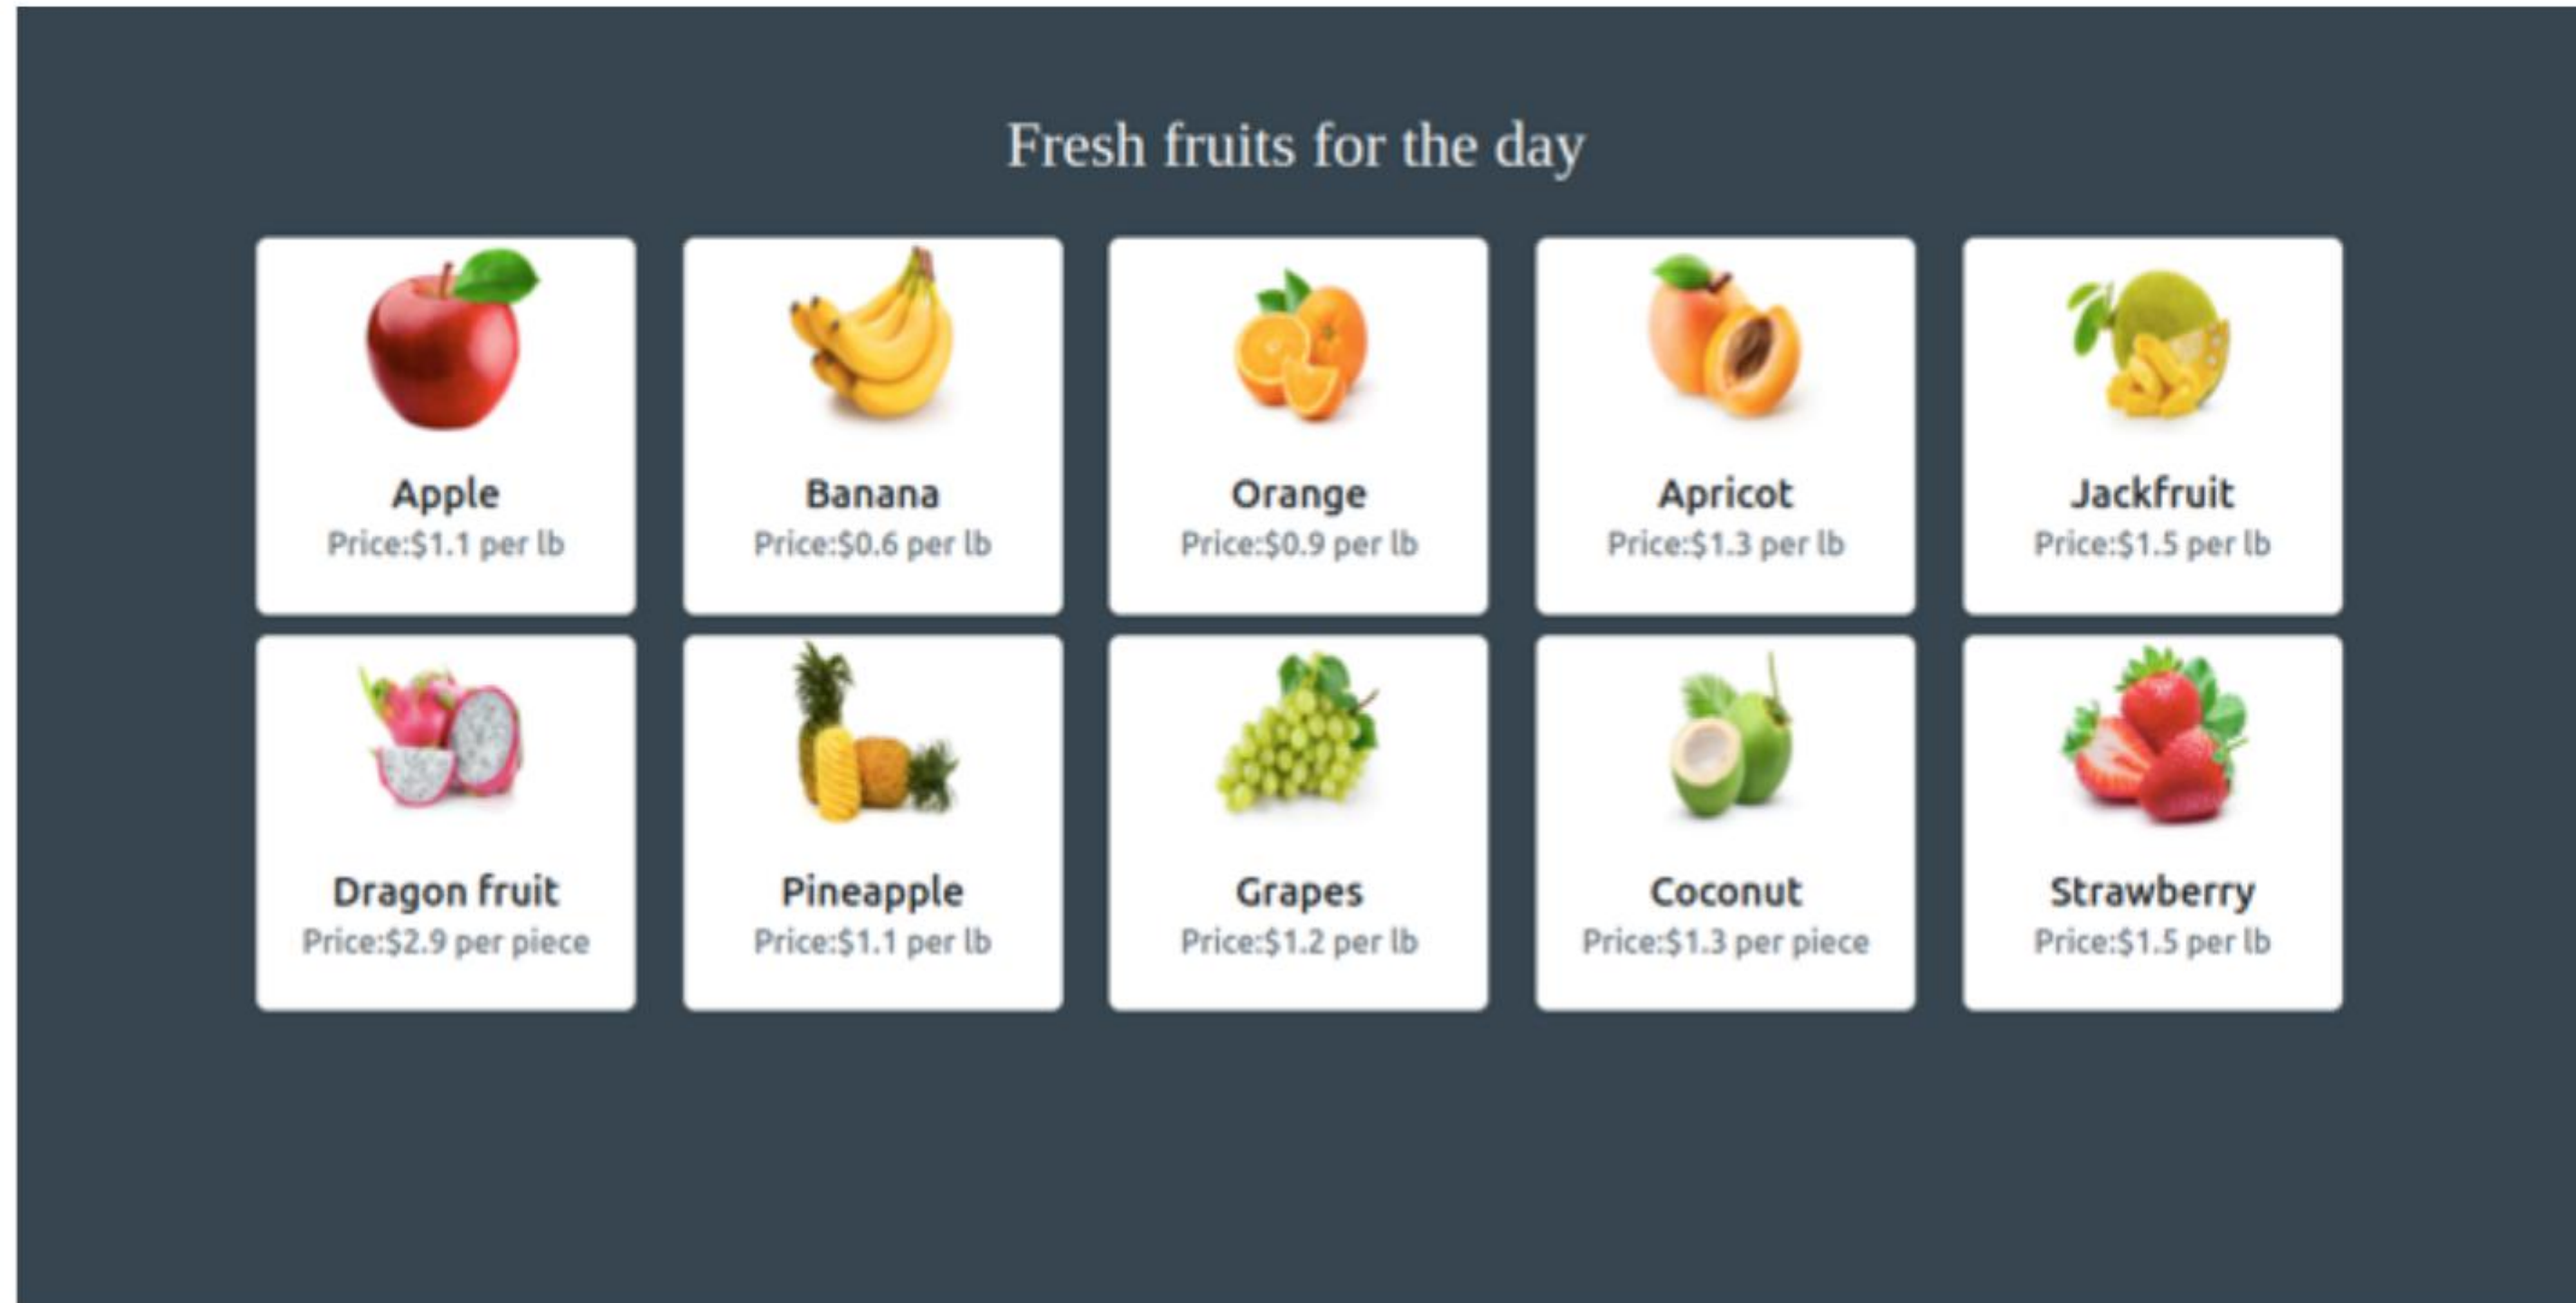 Fresh fruits for the day
Apple
Price:$1.1 per lb
Banana
Price:$0.6 per lb
Orange
Price:$0.9 per lb
Apricot
Price:$1.3 per lb
Jackfruit
Price:$1.5 per lb
Dragon fruit
Price:$2.9 per piece
Pineapple
Price:$1.1 per lb
Grapes
Price:$1.2 per lb
Coconut
Price:$1.3 per piece
Strawberry
Price:$1.5 per lb